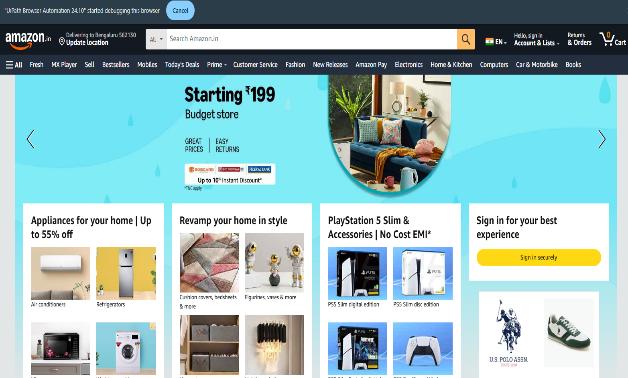 "UiPath Browser Automation 24.10" started debugging this browser
Cancel
amazon.in
Delivering to Bengaluru 562130
Update location
All
Search Amazon.in
EN
Hello, sign in
Account & Lists
Returns
& Orders
0
Cart
All
Fresh
MX Player
Sell
Bestsellers
Mobiles
Today's Deals
Prime
Customer Service
Fashion
New Releases
Amazon Pay
Electronics
Home & Kitchen
Computers
Car & Motorbike
Books
Starting ₹199
Budget store
GREAT PRICES | EASY RETURNS
Up to 10% Instant Discount*
*T&C apply
Appliances for your home | Up
to 55% off
Air conditioners
Refrigerators
Revamp your home in style
Cushion covers, bedsheets
& more
Figurines, vases & more
PlayStation 5 Slim &
Accessories | No Cost EMI*
PS5 Slim digital edition
PS5 Slim disc edition
Sign in for your best
experience
Sign in securely
U.S. POLO ASSN.